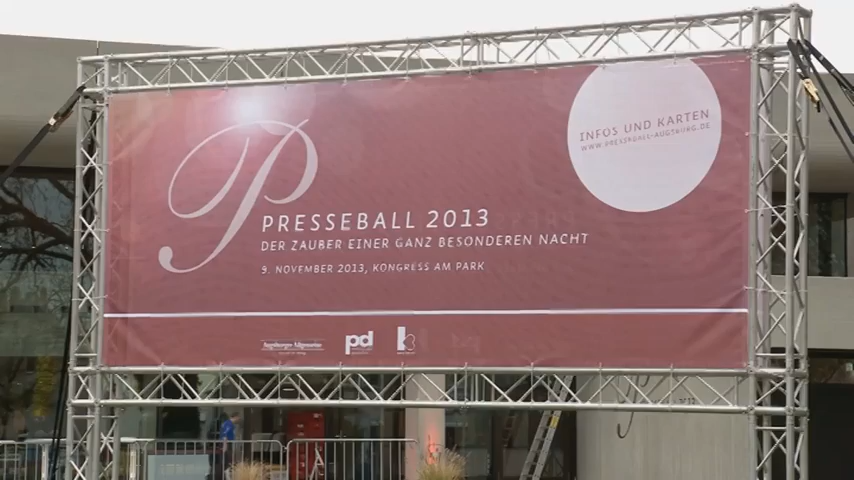 P
PRESSEBALL 2013
DER ZAUBER EINER GANZ BESONDEREN NACHT
9. NOVEMBER 2013, KONGRESS AM PARK
INFOS UND KARTEN
WWW.PRESSEBALL-AUGSBURG.DE
Augsburger Allgemeine
pd
k